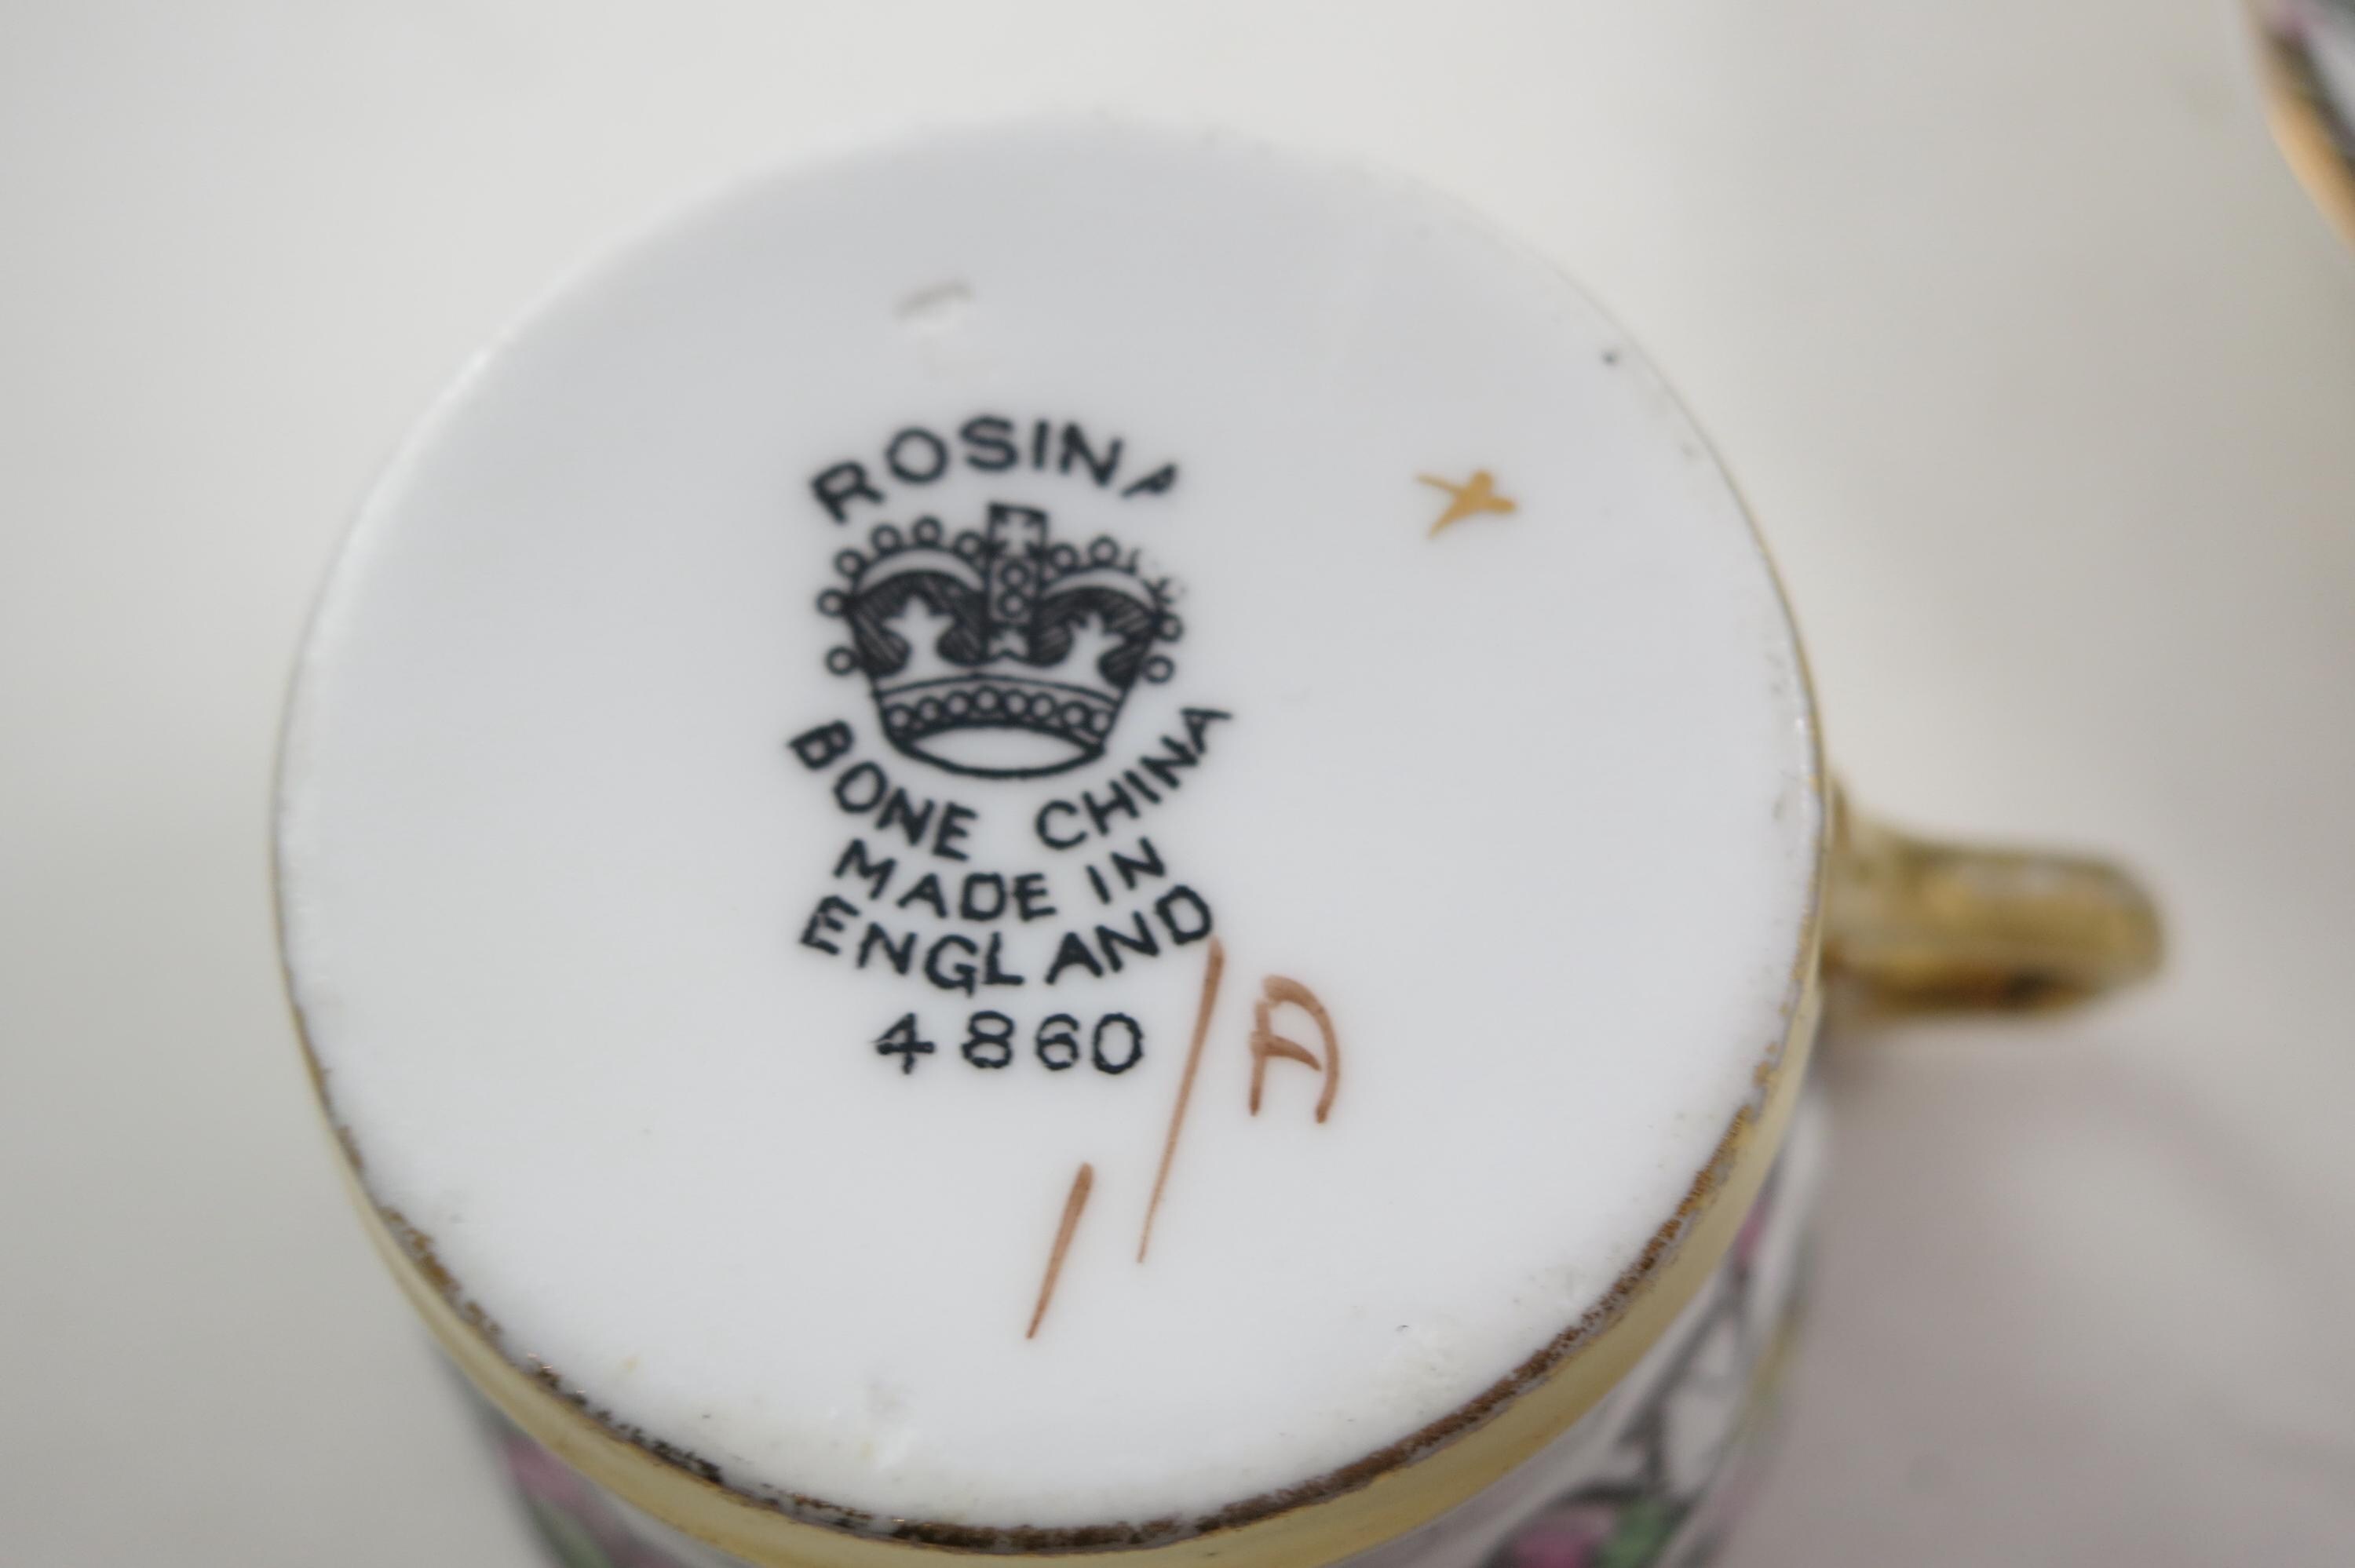 ROSINA
BONE CHINA
MADE IN
ENGLAND
4860
/A